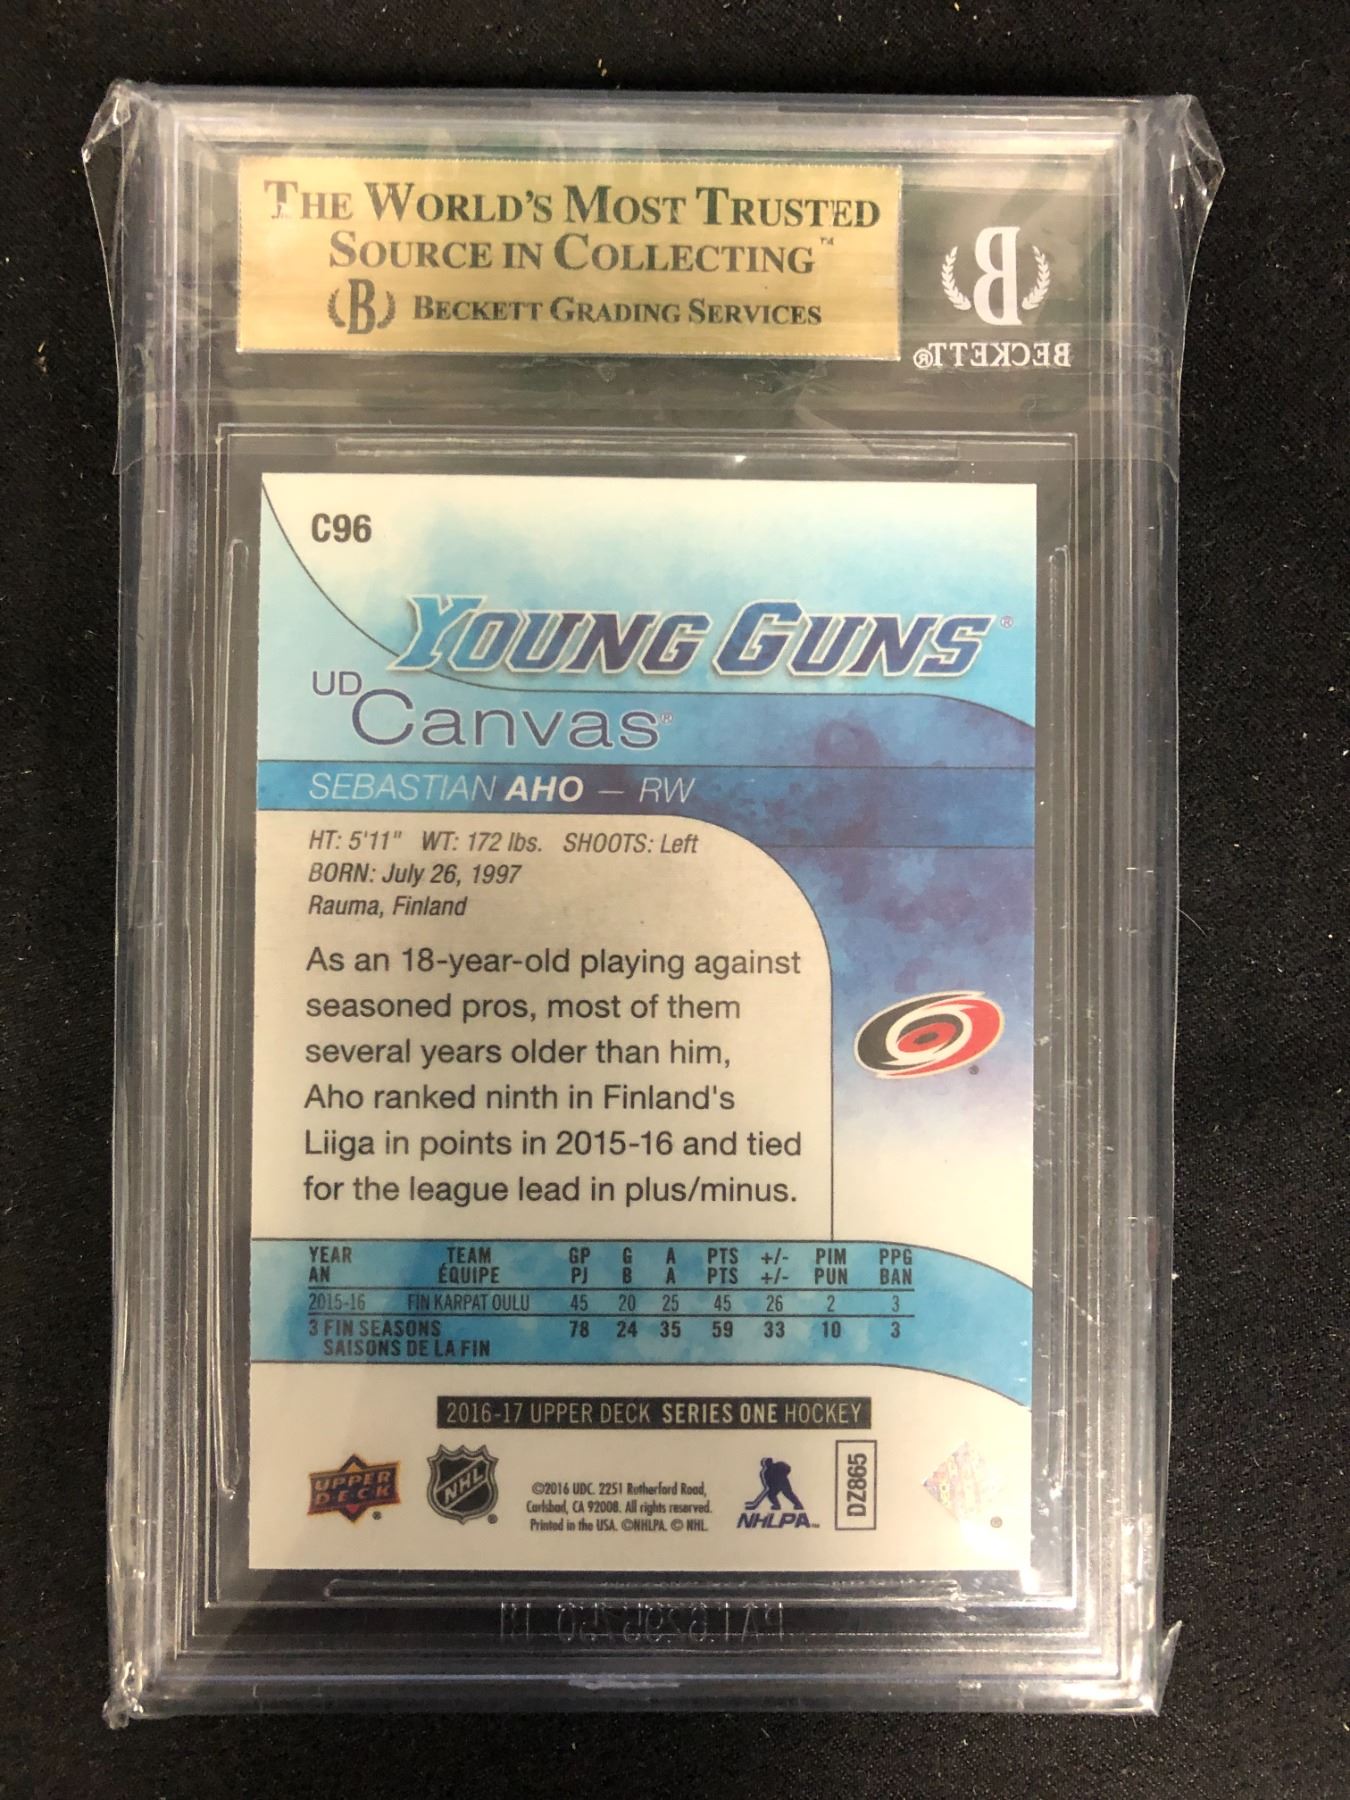 THE WORLD'S MOST TRUSTED
SOURCE IN COLLECTING™
B BECKETT GRADING SERVICES
B
BECKETT®
C96
YOUNG GUNS®
UD Canvas®
SEBASTIAN AHO – RW
HT: 5'11" WT: 172 lbs. SHOOTS: Left
BORN: July 26, 1997
Rauma, Finland
As an 18-year-old playing against
seasoned pros, most of them
several years older than him,
Aho ranked ninth in Finland's
Liiga in points in 2015-16 and tied
for the league lead in plus/minus.
YEAR TEAM GP G A PTS +/- PIM PPG
AN ÉQUIPE PJ B A PTS +/- PUN BAN
2015-16 FIN KARPAT OULU 45 20 25 45 26 2 3
3 FIN SEASONS 78 24 35 59 33 10 3
SAISONS DE LA FIN
2016-17 UPPER DECK SERIES ONE HOCKEY
UPPER DECK®
NHL®
©2016 UDC. 2251 Rutherford Road,
Carlsbad, CA 92008. All rights reserved.
Printed in the USA. ©NHLPA. © NHL.
NHLPA™
DZ865
®